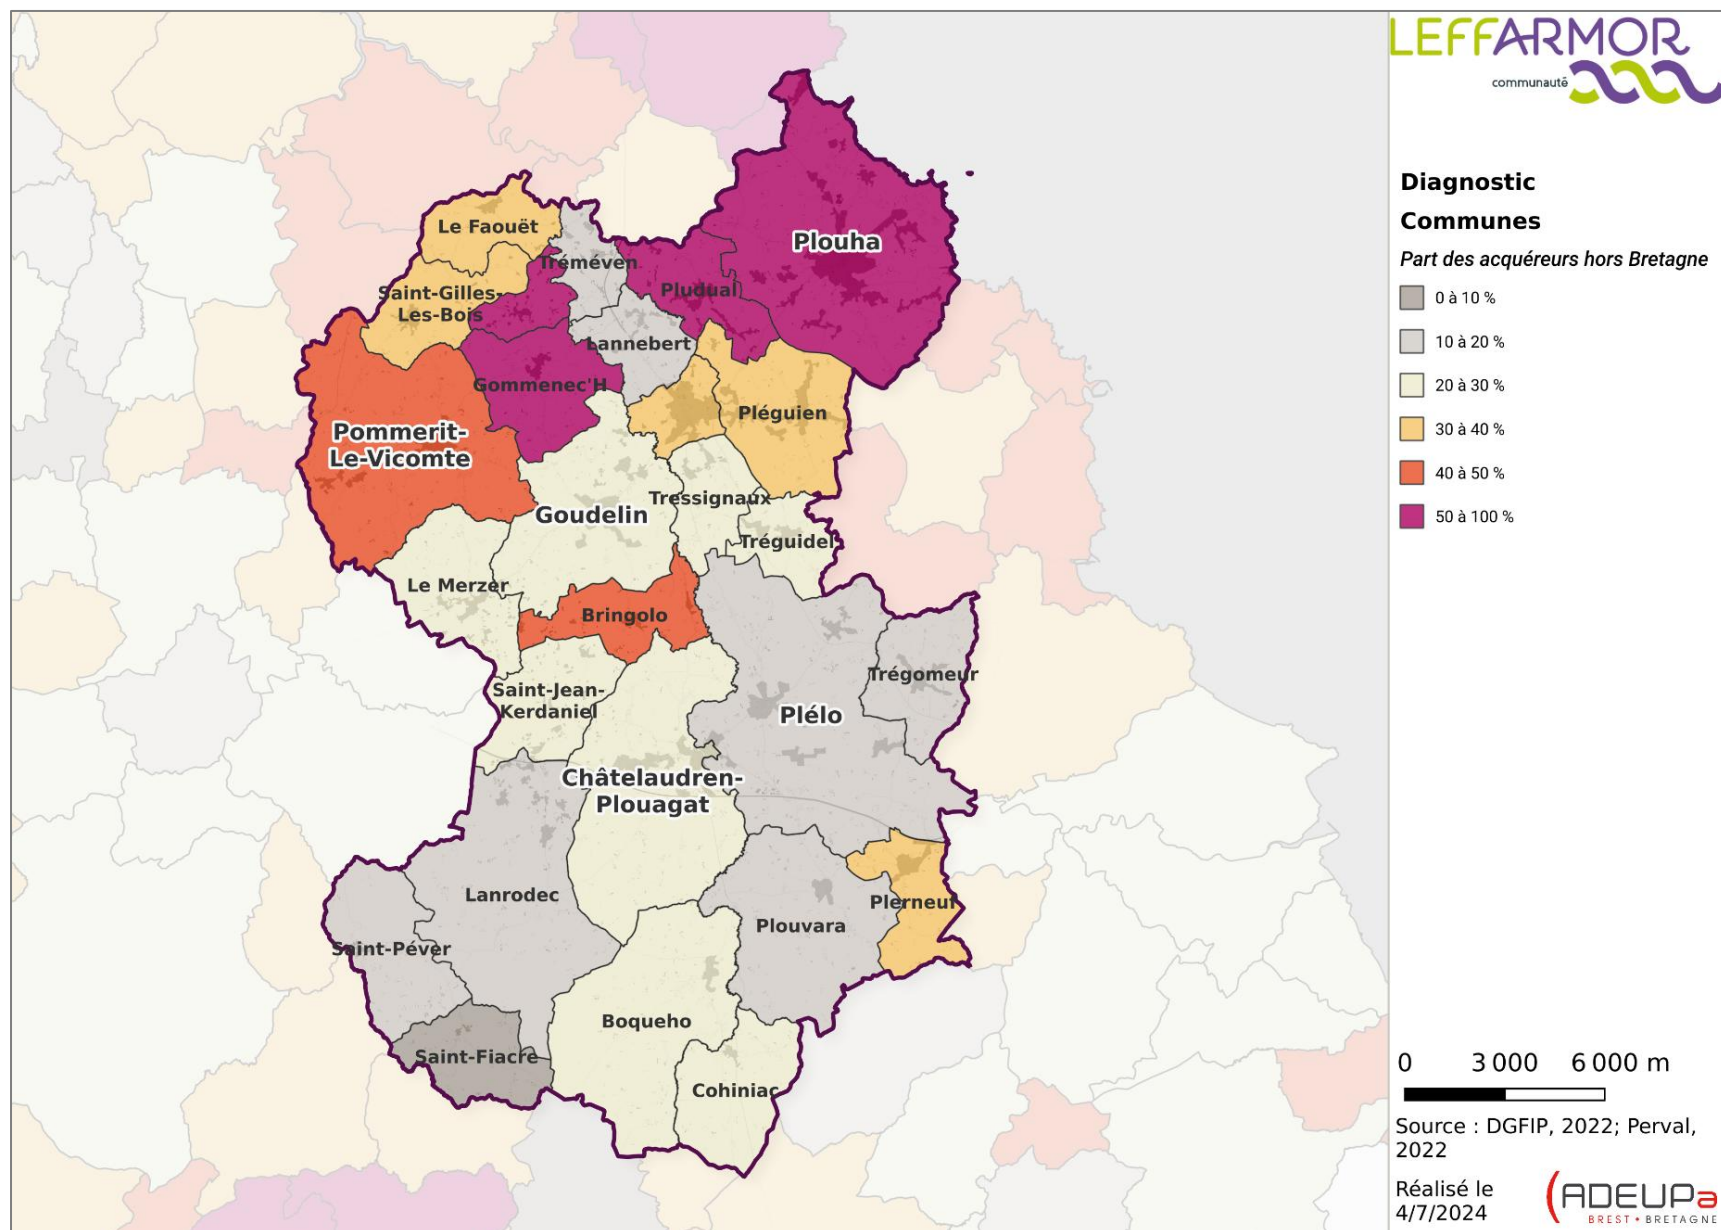 LEFFARMOR
communauté
Diagnostic
Communes
Part des acquéreurs hors Bretagne
0 à 10 %
10 à 20 %
20 à 30 %
30 à 40 %
40 à 50 %
50 à 100 %
Le Faouët
Plouha
Tréméven
Pludual
Saint-Gilles-
Les-Bois
Lannebert
Gommenec'H
Pléguien
Pommerit-
Le-Vicomte
Tressignaux
Goudelin
Tréguidel
Le Merzer
Bringolo
Trégomeur
Saint-Jean-
Kerdaniel
Plélo
Châtelaudren-
Plouagat
Lanrodec
Plerneuf
Plouvara
Saint-Péver
Boqueho
Saint-Fiacre
Cohiniac
0 3 000 6 000 m
Source : DGFIP, 2022; Perval,
2022
Réalisé le
4/7/2024
ADEUPa
BREST • BRETAGNE